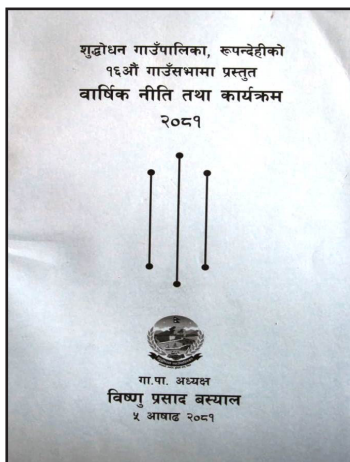 शुद्धोधन गाउँपालिका, रूपन्देहीको
१६औं गाउँसभामा प्रस्तुत
वार्षिक नीति तथा कार्यक्रम
२०८१
गा.पा. अध्यक्ष
विष्णु प्रसाद बस्याल
५ आषाढ २०८१